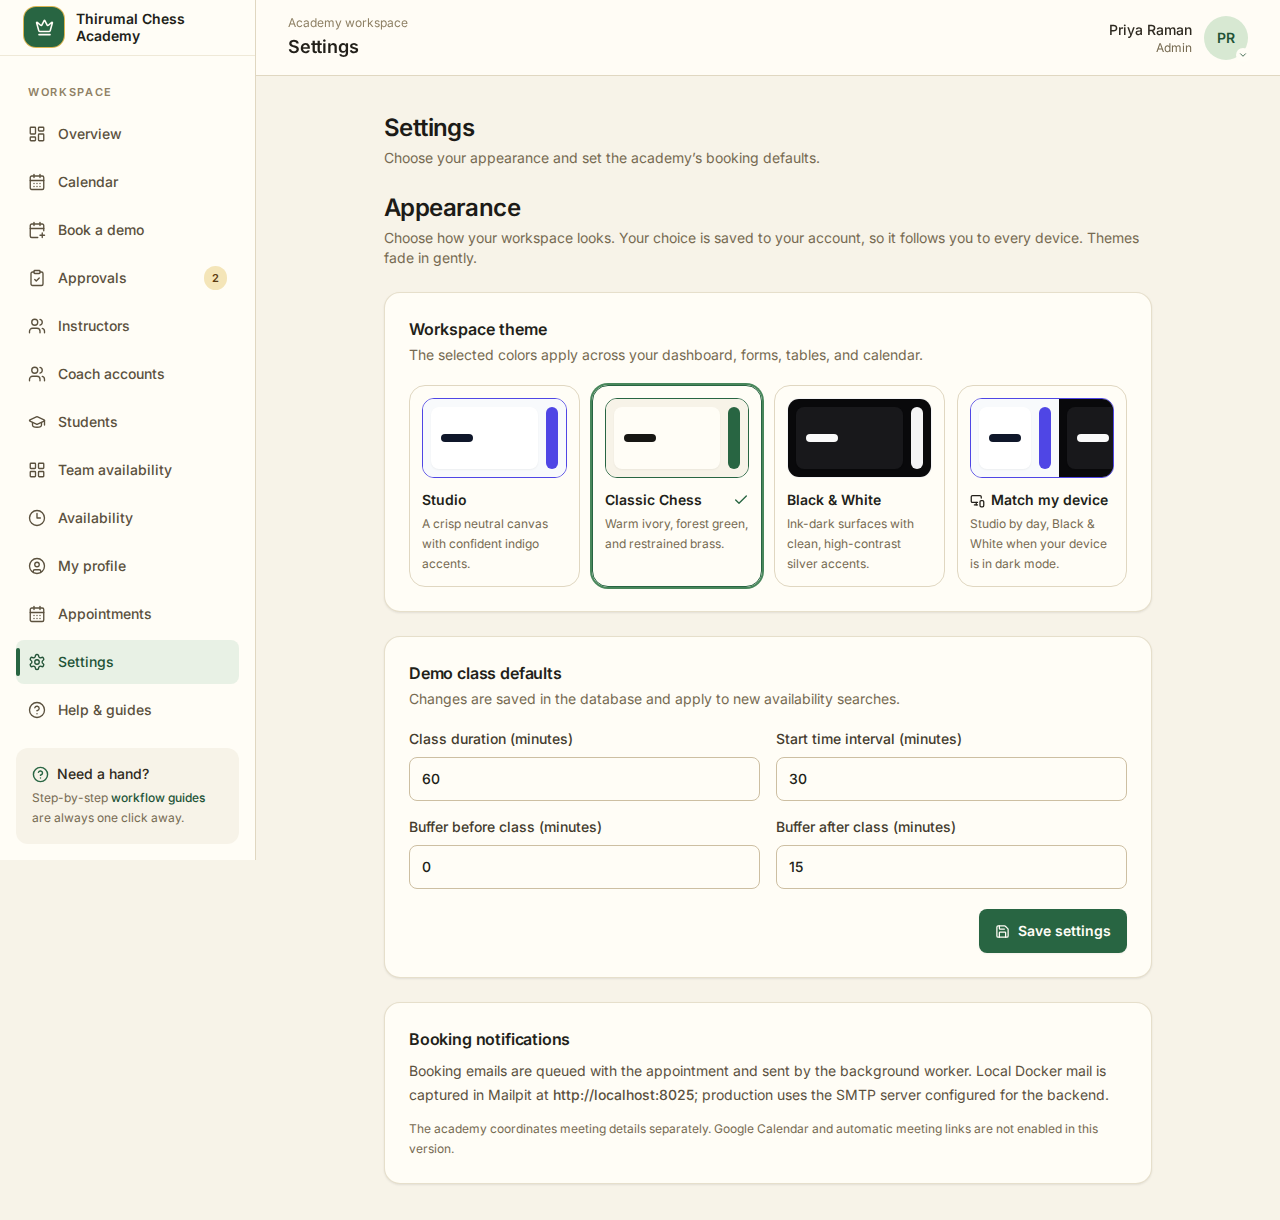 Thirumal Chess
Academy
WORKSPACE
Overview
Calendar
Book a demo
Approvals 2
Instructors
Coach accounts
Students
Team availability
Availability
My profile
Appointments
Settings
Help & guides
Need a hand?
Step-by-step workflow guides
are always one click away.
Academy workspace
Settings
Priya Raman
Admin
PR
Settings
Choose your appearance and set the academy’s booking defaults.
Appearance
Choose how your workspace looks. Your choice is saved to your account, so it follows you to every device. Themes
fade in gently.
Workspace theme
The selected colors apply across your dashboard, forms, tables, and calendar.
Studio
A crisp neutral canvas
with confident indigo
accents.
Classic Chess
Warm ivory, forest green,
and restrained brass.
Black & White
Ink-dark surfaces with
clean, high-contrast
silver accents.
Match my device
Studio by day, Black &
White when your device
is in dark mode.
Demo class defaults
Changes are saved in the database and apply to new availability searches.
Class duration (minutes)
60
Start time interval (minutes)
30
Buffer before class (minutes)
0
Buffer after class (minutes)
15
Save settings
Booking notifications
Booking emails are queued with the appointment and sent by the background worker. Local Docker mail is
captured in Mailpit at http://localhost:8025; production uses the SMTP server configured for the backend.
The academy coordinates meeting details separately. Google Calendar and automatic meeting links are not enabled in this
version.